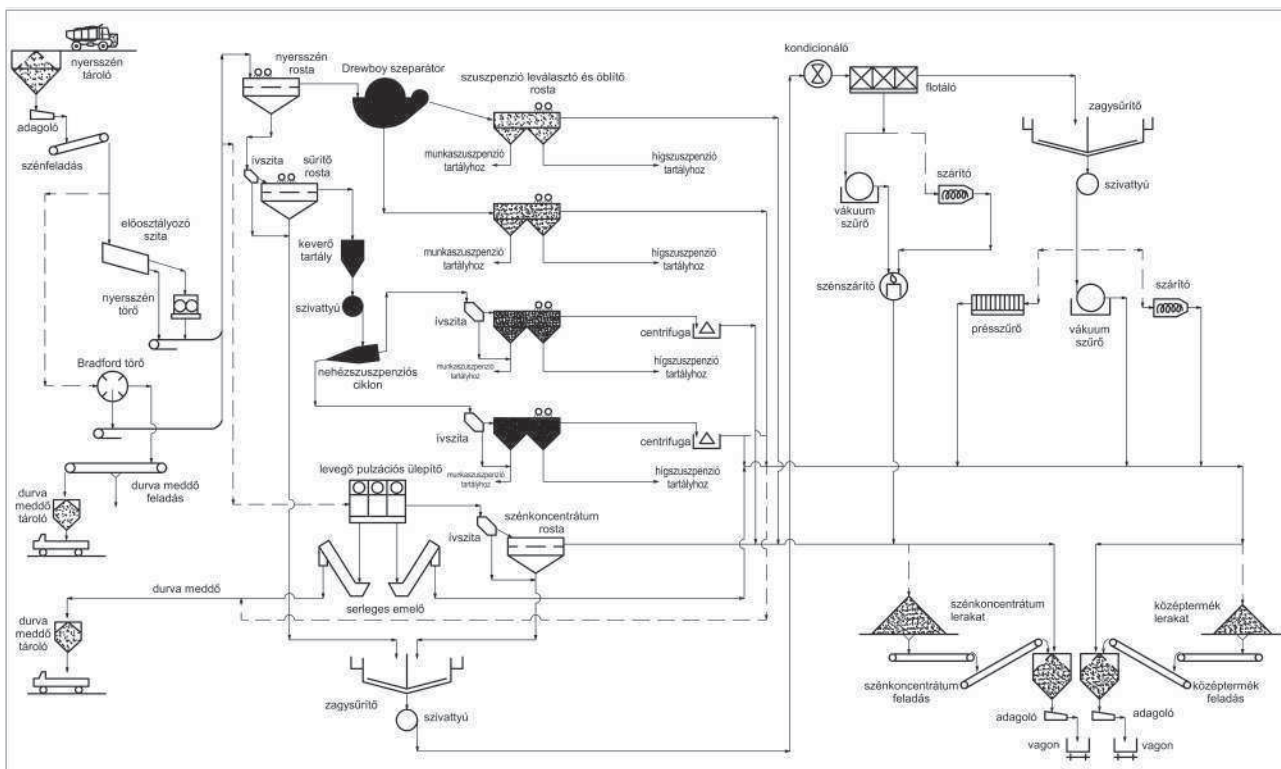 nyersszén
tároló
adagoló
szénfeladás
előosztályozó
szita
nyersszén
törő
Bradford törő
durva meddő
feladás
durva
meddő
tároló
durva meddő
durva
meddő
tároló
nyersszén
rosta
Drewboy szeparátor
szuszpenzió leválasztó és öblítő
rosta
munkaszuszpenzió
tartályhoz
hígszuszpenzió
tartályhoz
ívszita
sűrítő
rosta
keverő
tartály
szivattyú
munkaszuszpenzió
tartályhoz
hígszuszpenzió
tartályhoz
nehézszuszpenziós
ciklon
ívszita
centrifuga
munkaszuszpenzió
tartályhoz
hígszuszpenzió
tartályhoz
ívszita
centrifuga
munkaszuszpenzió
tartályhoz
hígszuszpenzió
tartályhoz
levegő pulzációs ülepítő
ívszita
szénkoncentrátum
rosta
serleges emelő
zagysűrítő
szivattyú
kondicionáló
flotáló
zagysűrítő
szivattyú
vákuum
szűrő
szárító
szénszárító
présszűrő
vákuum
szűrő
szárító
szénkoncentrátum
lerakat
középtermék
lerakat
szénkoncentrátum
feladás
középtermék
feladás
adagoló
adagoló
vagon
vagon